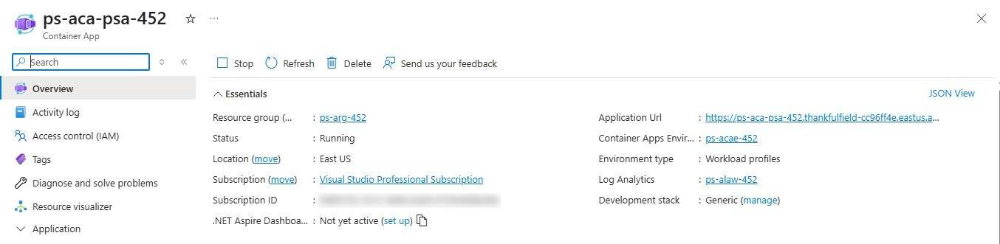 ps-aca-psa-452
Container App
Search
Stop Refresh Delete Send us your feedback
Overview
Activity log
Access control (IAM)
Tags
Diagnose and solve problems
Resource visualizer
Application
Essentials
JSON View
Resource group (... : ps-arg-452
Status : Running
Location (move) : East US
Subscription (move) : Visual Studio Professional Subscription
Subscription ID :
.NET Aspire Dashboa... : Not yet active (set up)
Application Url : https://ps-aca-psa-452.thankfulfield-cc96ff4e.eastus.a...
Container Apps Envir... : ps-acae-452
Environment type : Workload profiles
Log Analytics : ps-alaw-452
Development stack : Generic (manage)